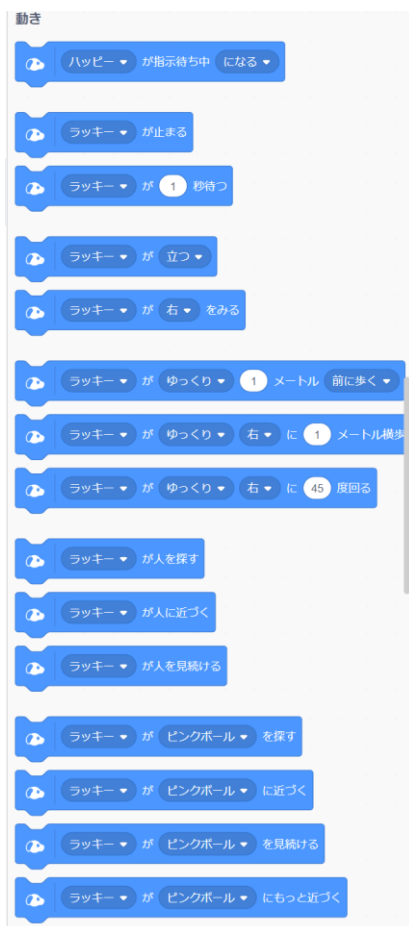 動き
ハッピー が指示待ち中 になる
ラッキー が止まる
ラッキー が 1 秒待つ
ラッキー が 立つ
ラッキー が 右 をみる
ラッキー が ゆっくり 1 メートル 前に歩く
ラッキー が ゆっくり 右 に 1 メートル横歩
ラッキー が ゆっくり 右 に 45 度回る
ラッキー が人を探す
ラッキー が人に近づく
ラッキー が人を見続ける
ラッキー が ピンクボール を探す
ラッキー が ピンクボール に近づく
ラッキー が ピンクボール を見続ける
ラッキー が ピンクボール にもっと近づく